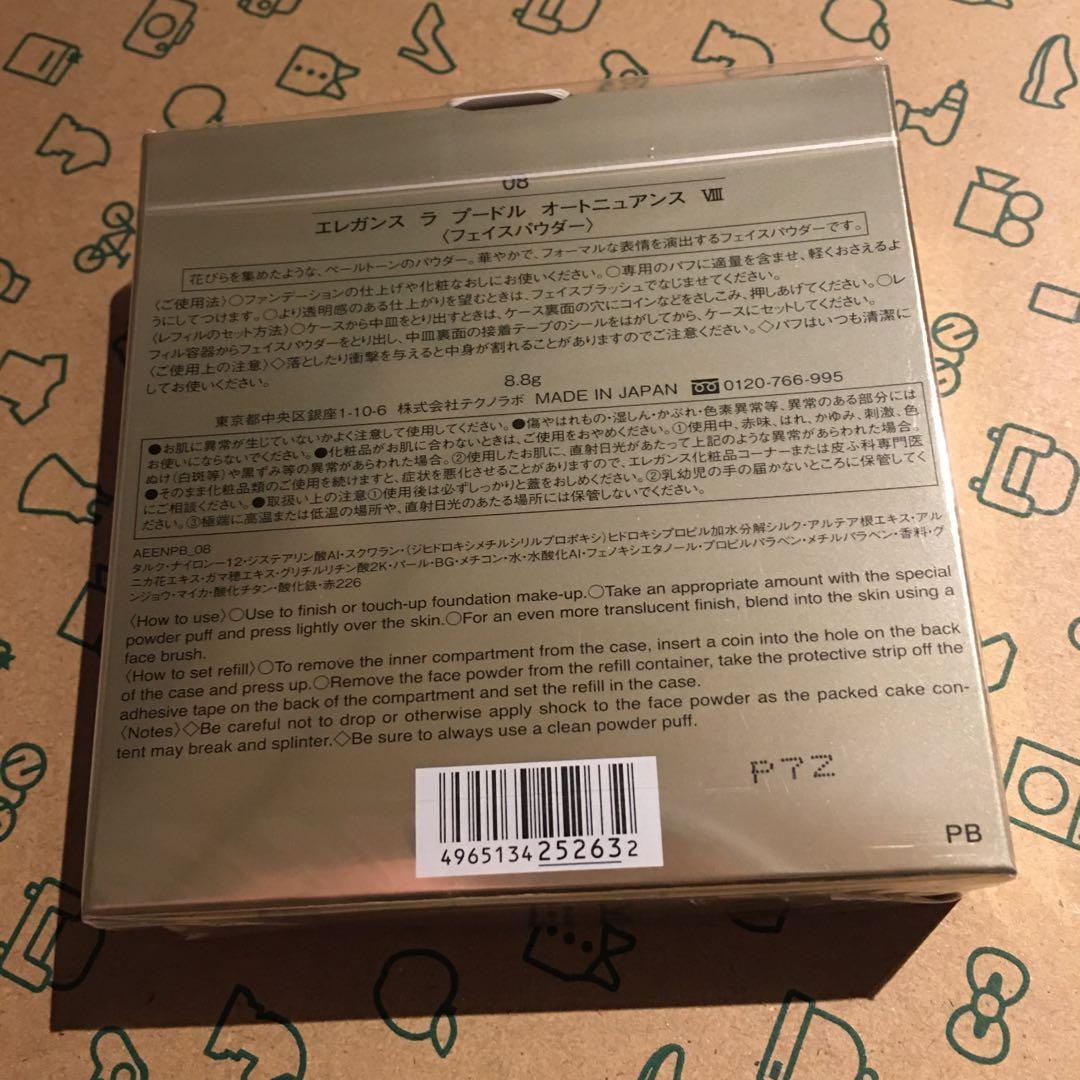 08
エレガンス ラ プードル オートニュアンス Ⅷ
〈フェイスパウダー〉
花びらを集めたような、ペールトーンのパウダー。華やかで、フォーマルな表情を演出するフェイスパウダーです。
〈ご使用法〉○ファンデーションの仕上げや化粧なおしにお使いください。○専用のパフに適量を含ませ、軽くおさえるよ
うにしてつけます。○より透明感のある仕上がりを望むときは、フェイスブラッシュでなじませてください。
〈レフィルのセット方法〉○ケースから中皿をとり出すときは、ケース裏面の穴にコインなどをさしこみ、押しあげてください。○レ
フィル容器からフェイスパウダーをとり出し、中皿裏面の接着テープのシールをはがしてから、ケースにセットしてください。
〈ご使用上の注意〉◇落としたり衝撃を与えると中身が割れることがありますのでご注意ください。◇パフはいつも清潔に
してお使いください。
8.8g
東京都中央区銀座1-10-6 株式会社テクノラボ MADE IN JAPAN 0120-766-995
●お肌に異常が生じていないかよく注意して使用してください。●傷やはれもの・湿しん・かぶれ・色素異常等、異常のある部分には
お使いにならないでください。●化粧品がお肌に合わないときは、ご使用をおやめください。①使用中、赤味、はれ、かゆみ、刺激、色
ぬけ(白斑等)や黒ずみ等の異常があらわれた場合。②使用したお肌に、直射日光があたって上記のような異常があらわれた場合。
●そのまま化粧品類のご使用を続けますと、症状を悪化させることがありますので、エレガンス化粧品コーナーまたは皮ふ科専門医
にご相談ください。●取扱い上の注意①使用後は必ずしっかりと蓋をおしめください。②乳幼児の手の届かないところに保管してく
ださい。③極端に高温または低温の場所や、直射日光のあたる場所には保管しないでください。
AEENPB_08
タルク・ナイロン-12・ジステアリン酸Al・スクワラン・(ジヒドロキシメチルシリルプロポキシ)ヒドロキシプロピル加水分解シルク・アルテア根エキス・アル
ニカ花エキス・ガマ穂エキス・グリチルリチン酸2K・パール・BG・メチコン・水・水酸化Al・フェノキシエタノール・プロピルパラベン・メチルパラベン・香料・グ
ンジョウ・マイカ・酸化チタン・酸化鉄・赤226
〈How to use〉○Use to finish or touch-up foundation make-up.○Take an appropriate amount with the special
powder puff and press lightly over the skin.○For an even more translucent finish, blend into the skin using a
face brush.
〈How to set refill〉○To remove the inner compartment from the case, insert a coin into the hole on the back
of the case and press up.○Remove the face powder from the refill container, take the protective strip off the
adhesive tape on the back of the compartment and set the refill in the case.
〈Notes〉◇Be careful not to drop or otherwise apply shock to the face powder as the packed cake con-
tent may break and splinter.◇Be sure to always use a clean powder puff.
P72
4965134252632
PB